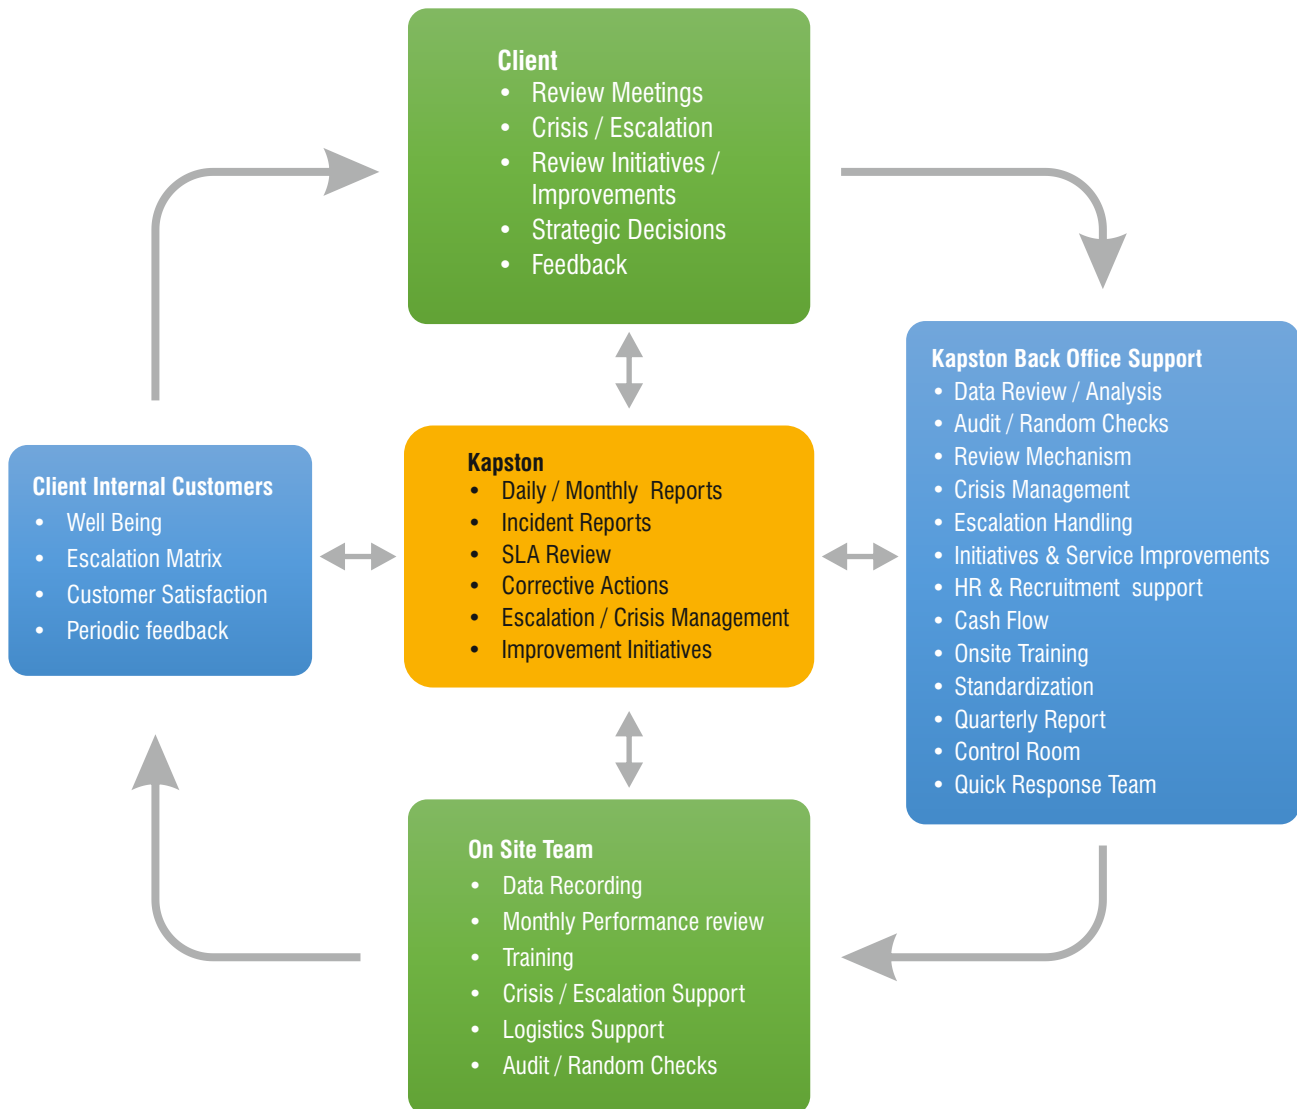 Client
• Review Meetings
• Crisis / Escalation
• Review Initiatives /
Improvements
• Strategic Decisions
• Feedback
Kapston Back Office Support
• Data Review / Analysis
• Audit / Random Checks
• Review Mechanism
• Crisis Management
• Escalation Handling
• Initiatives & Service Improvements
• HR & Recruitment support
• Cash Flow
• Onsite Training
• Standardization
• Quarterly Report
• Control Room
• Quick Response Team
Client Internal Customers
• Well Being
• Escalation Matrix
• Customer Satisfaction
• Periodic feedback
Kapston
• Daily / Monthly Reports
• Incident Reports
• SLA Review
• Corrective Actions
• Escalation / Crisis Management
• Improvement Initiatives
On Site Team
• Data Recording
• Monthly Performance review
• Training
• Crisis / Escalation Support
• Logistics Support
• Audit / Random Checks